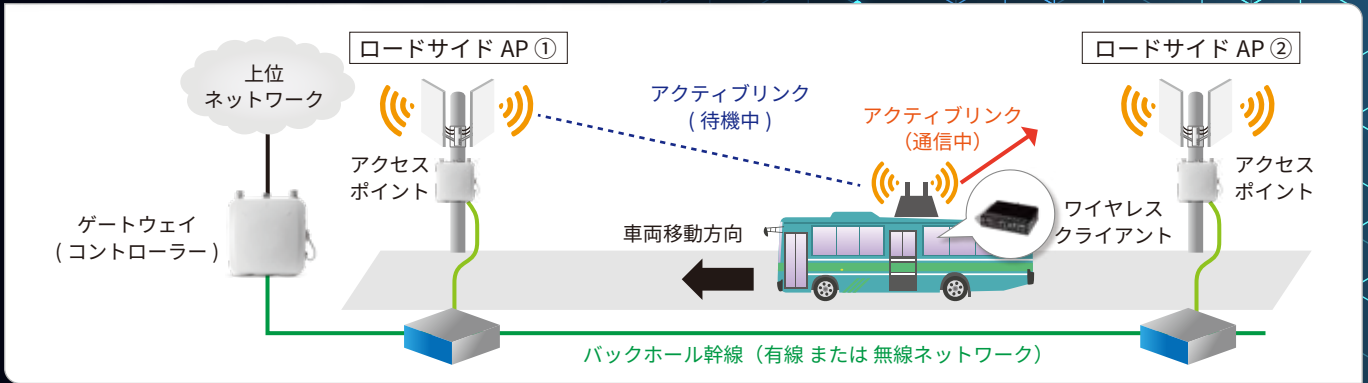 ロードサイド AP ①
ロードサイド AP ②
上位
ネットワーク
アクティブリンク
( 待機中 )
アクティブリンク
（通信中）
アクセス
ポイント
アクセス
ポイント
ゲートウェイ
( コントローラー )
車両移動方向
ワイヤレス
クライアント
バックホール幹線（有線 または 無線ネットワーク）